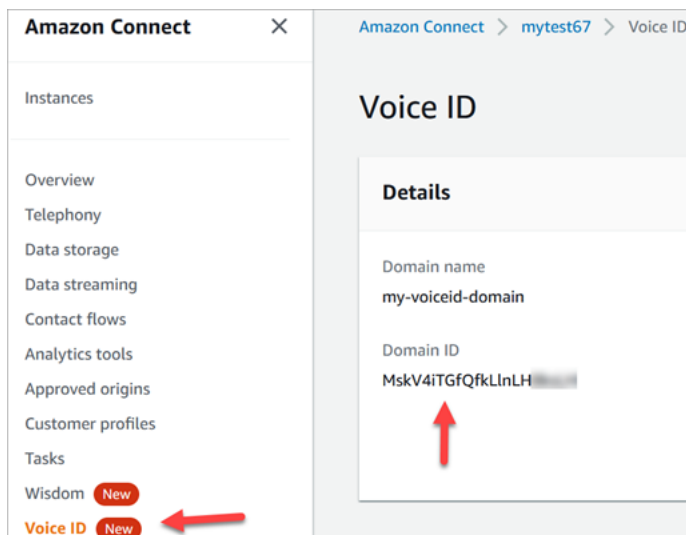 Amazon Connect
Instances
Overview
Telephony
Data storage
Data streaming
Contact flows
Analytics tools
Approved origins
Customer profiles
Tasks
Wisdom New
Voice ID New
Amazon Connect > mytest67 > Voice ID
Voice ID
Details
Domain name
my-voiceid-domain
Domain ID
MskV4iTGfQfkLlnLH